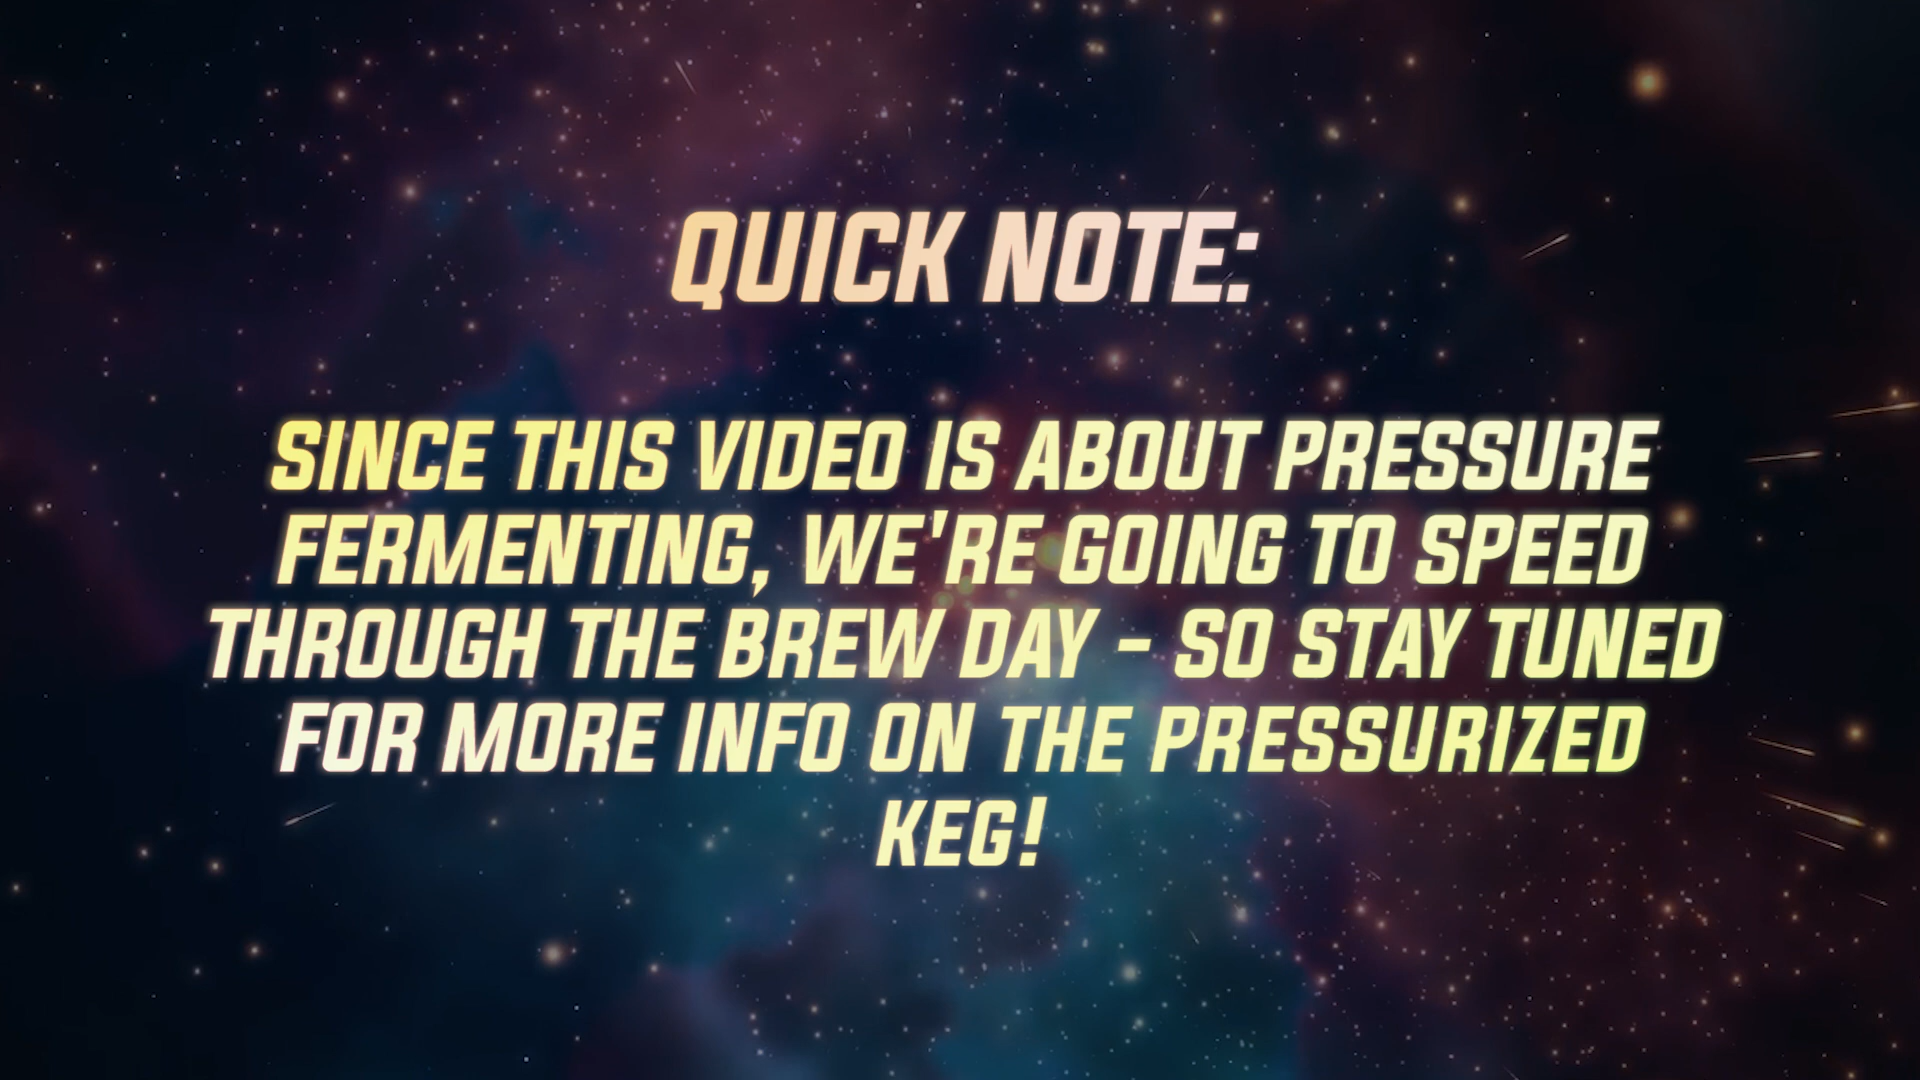 QUICK NOTE:
SINCE THIS VIDEO IS ABOUT PRESSURE
FERMENTING, WE'RE GOING TO SPEED
THROUGH THE BREW DAY - SO STAY TUNED
FOR MORE INFO ON THE PRESSURIZED
KEG!